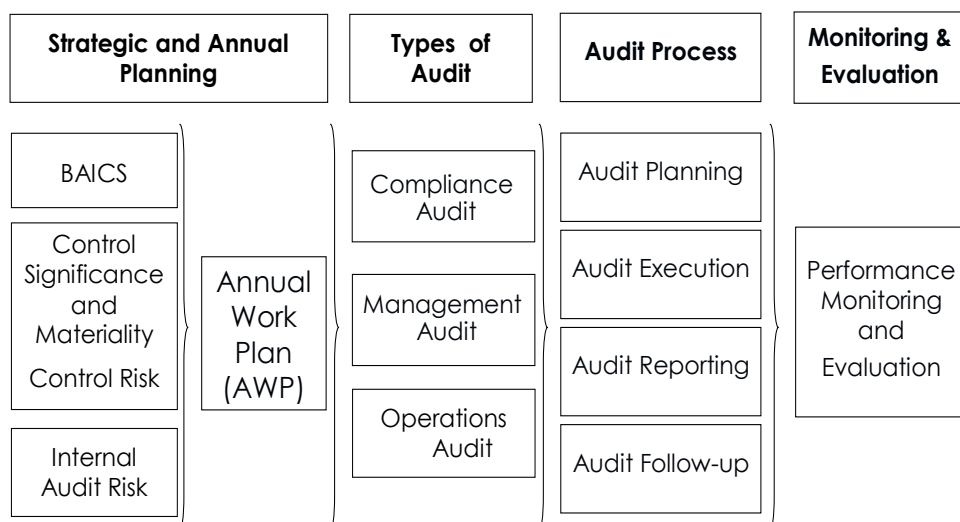 Strategic and Annual
Planning
Types of
Audit
Audit Process
Monitoring &
Evaluation
BAICS
Control
Significance
and
Materiality
Control Risk
Internal
Audit Risk
Annual
Work
Plan
(AWP)
Compliance
Audit
Management
Audit
Operations
Audit
Audit Planning
Audit Execution
Audit Reporting
Audit Follow-up
Performance
Monitoring
and
Evaluation